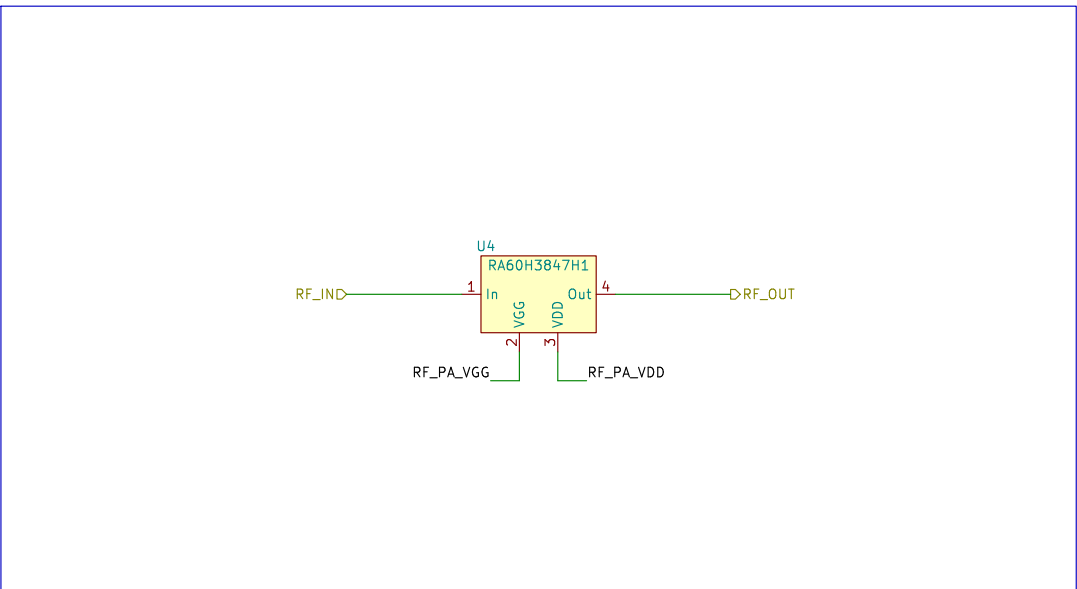 U4
RA60H3847H1
RF_IN 1 In Out 4 RF_OUT
VGG VDD
2 3
RF_PA_VGG RF_PA_VDD